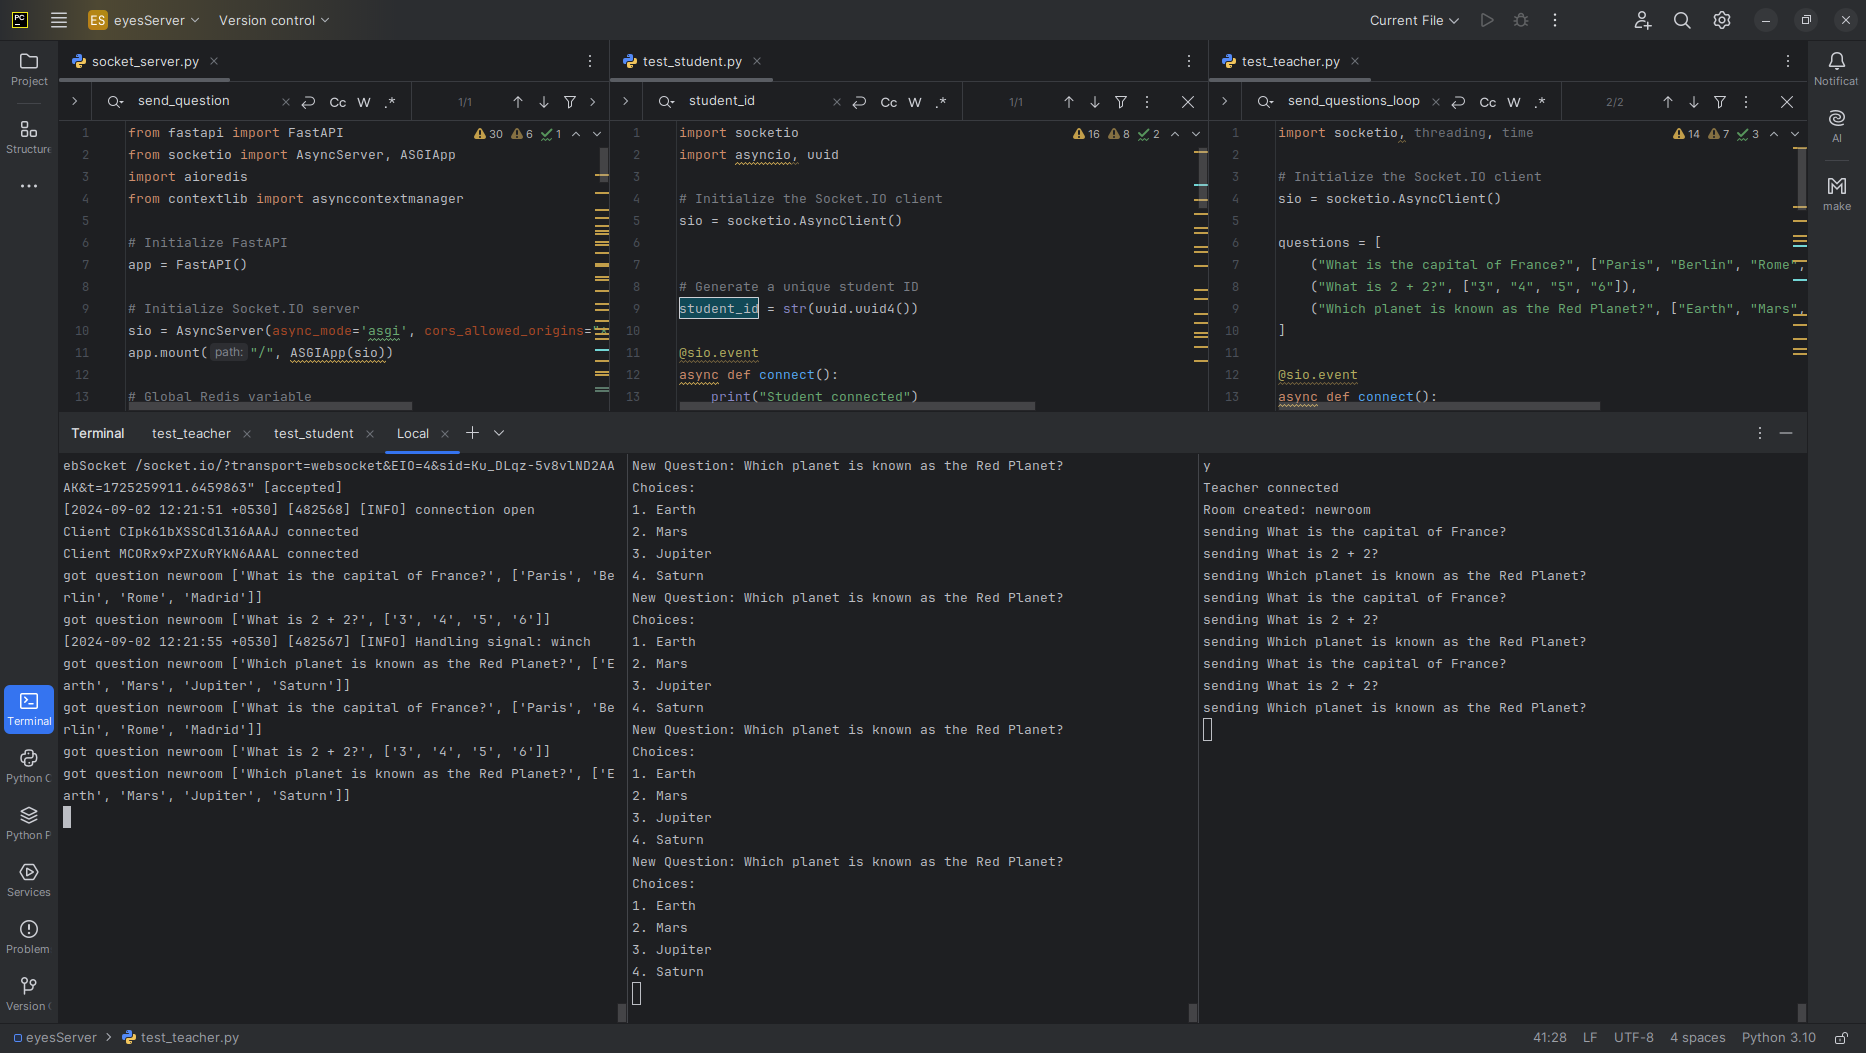 PC
ES eyesServer Version control Current File
socket_server.py test_student.py test_teacher.py
send_question Cc W .* 1/1
student_id Cc W .* 1/1
send_questions_loop Cc W .* 2/2
Project
Structure
Terminal
Python C
Python P
Services
Problem
Version
1 from fastapi import FastAPI 30 6 1
2 from socketio import AsyncServer, ASGIApp
3 import aioredis
4 from contextlib import asynccontextmanager
5
6 # Initialize FastAPI
7 app = FastAPI()
8
9 # Initialize Socket.IO server
10 sio = AsyncServer(async_mode='asgi', cors_allowed_origins="*
11 app.mount( path: "/", ASGIApp(sio))
12
13 # Global Redis variable
1 import socketio 16 8 2
2 import asyncio, uuid
3
4 # Initialize the Socket.IO client
5 sio = socketio.AsyncClient()
6
7
8 # Generate a unique student ID
9 student_id = str(uuid.uuid4())
10
11 @sio.event
12 async def connect():
13 print("Student connected")
1 import socketio, threading, time 14 7 3
2
3 # Initialize the Socket.IO client
4 sio = socketio.AsyncClient()
5
6 questions = [
7 ("What is the capital of France?", ["Paris", "Berlin", "Rome",
8 ("What is 2 + 2?", ["3", "4", "5", "6"]),
9 ("Which planet is known as the Red Planet?", ["Earth", "Mars",
10 ]
11
12 @sio.event
13 async def connect():
Notificat
AI
make
Terminal test_teacher test_student Local
ebSocket /socket.io/?transport=websocket&EIO=4&sid=Ku_DLqz-5v8vlND2AA
AK&t=1725259911.6459863" [accepted]
[2024-09-02 12:21:51 +0530] [482568] [INFO] connection open
Client CIpk61bXSSCdl316AAAJ connected
Client MCORx9xPZXuRYkN6AAAL connected
got question newroom ['What is the capital of France?', ['Paris', 'Be
rlin', 'Rome', 'Madrid']]
got question newroom ['What is 2 + 2?', ['3', '4', '5', '6']]
[2024-09-02 12:21:55 +0530] [482567] [INFO] Handling signal: winch
got question newroom ['Which planet is known as the Red Planet?', ['E
arth', 'Mars', 'Jupiter', 'Saturn']]
got question newroom ['What is the capital of France?', ['Paris', 'Be
rlin', 'Rome', 'Madrid']]
got question newroom ['What is 2 + 2?', ['3', '4', '5', '6']]
got question newroom ['Which planet is known as the Red Planet?', ['E
arth', 'Mars', 'Jupiter', 'Saturn']]
New Question: Which planet is known as the Red Planet?
Choices:
1. Earth
2. Mars
3. Jupiter
4. Saturn
New Question: Which planet is known as the Red Planet?
Choices:
1. Earth
2. Mars
3. Jupiter
4. Saturn
New Question: Which planet is known as the Red Planet?
Choices:
1. Earth
2. Mars
3. Jupiter
4. Saturn
New Question: Which planet is known as the Red Planet?
Choices:
1. Earth
2. Mars
3. Jupiter
4. Saturn
y
Teacher connected
Room created: newroom
sending What is the capital of France?
sending What is 2 + 2?
sending Which planet is known as the Red Planet?
sending What is the capital of France?
sending What is 2 + 2?
sending Which planet is known as the Red Planet?
sending What is the capital of France?
sending What is 2 + 2?
sending Which planet is known as the Red Planet?
eyesServer test_teacher.py 41:28 LF UTF-8 4 spaces Python 3.10